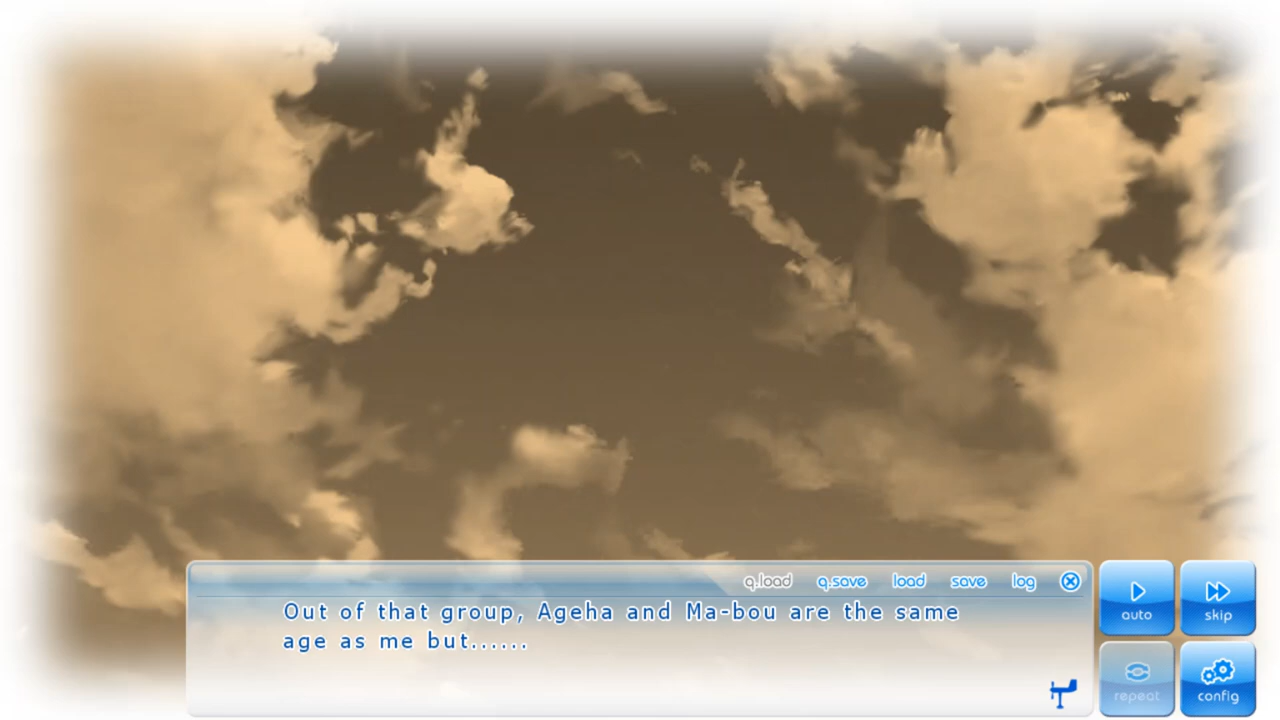 q.load q.save load save log
Out of that group, Ageha and Ma-bou are the same
age as me but......
auto
skip
repeat
config